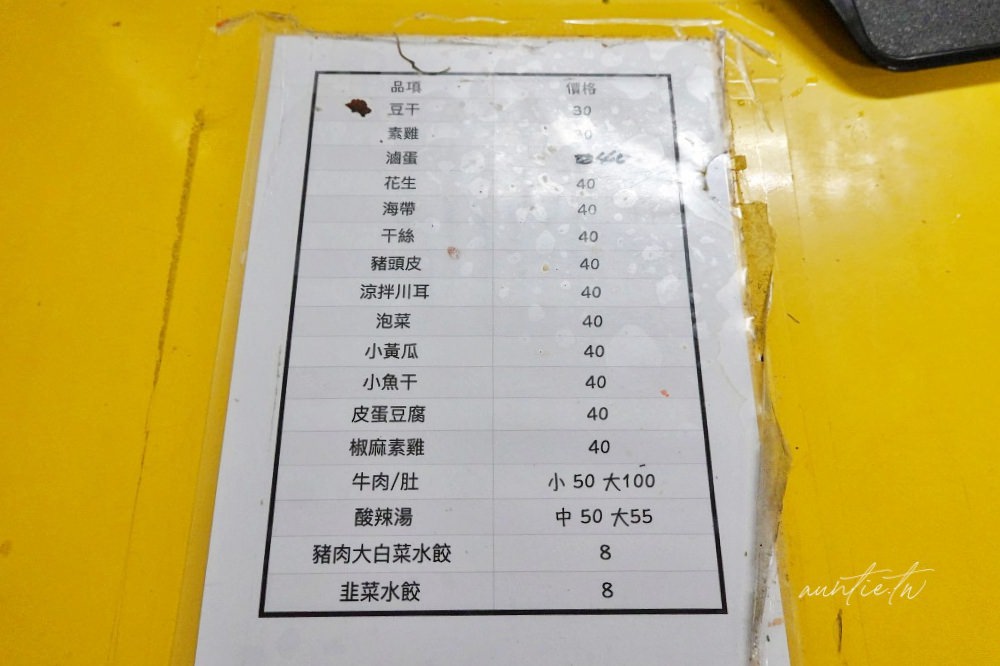 品項 價格
豆干 30
素雞
滷蛋
花生 40
海帶 40
干絲 40
豬頭皮 40
涼拌川耳 40
泡菜 40
小黃瓜 40
小魚干 40
皮蛋豆腐 40
椒麻素雞 40
牛肉/肚 小 50 大100
酸辣湯 中 50 大55
豬肉大白菜水餃 8
韭菜水餃 8
auntie.tw